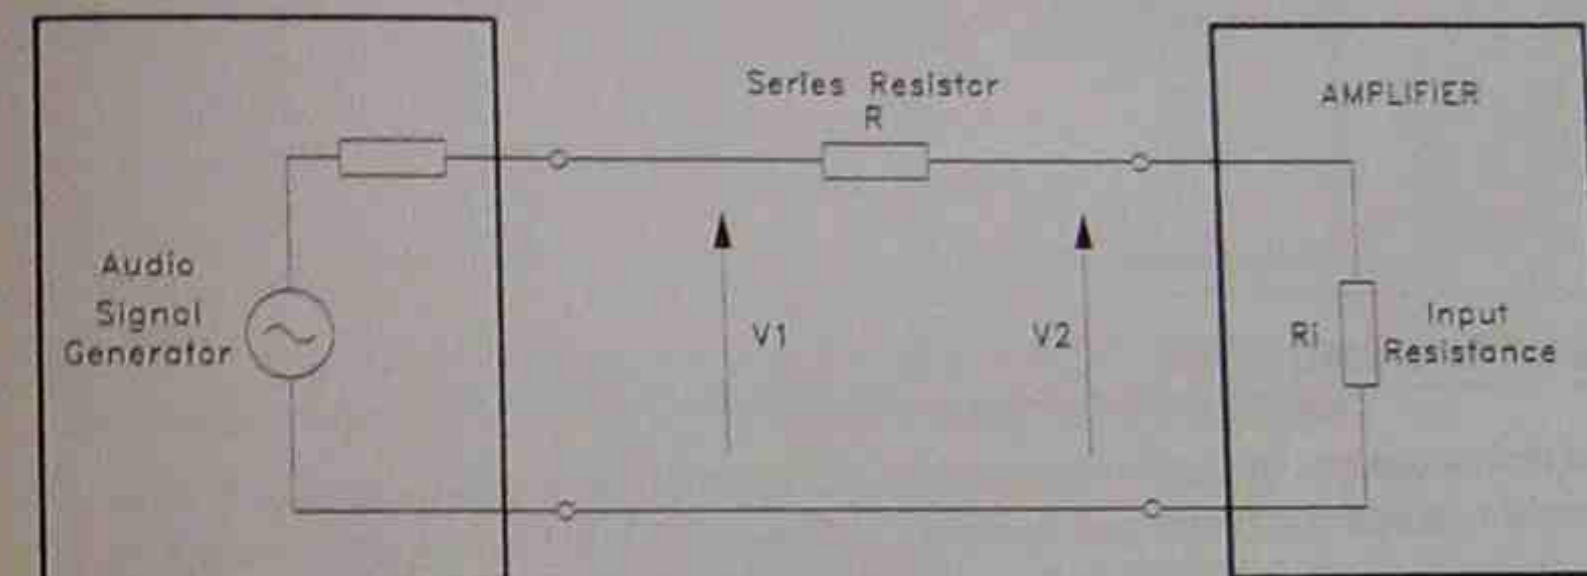 Series Resistor
R
AMPLIFIER
Audio
Signal
Generator
V1
V2
Ri
Input
Resistance